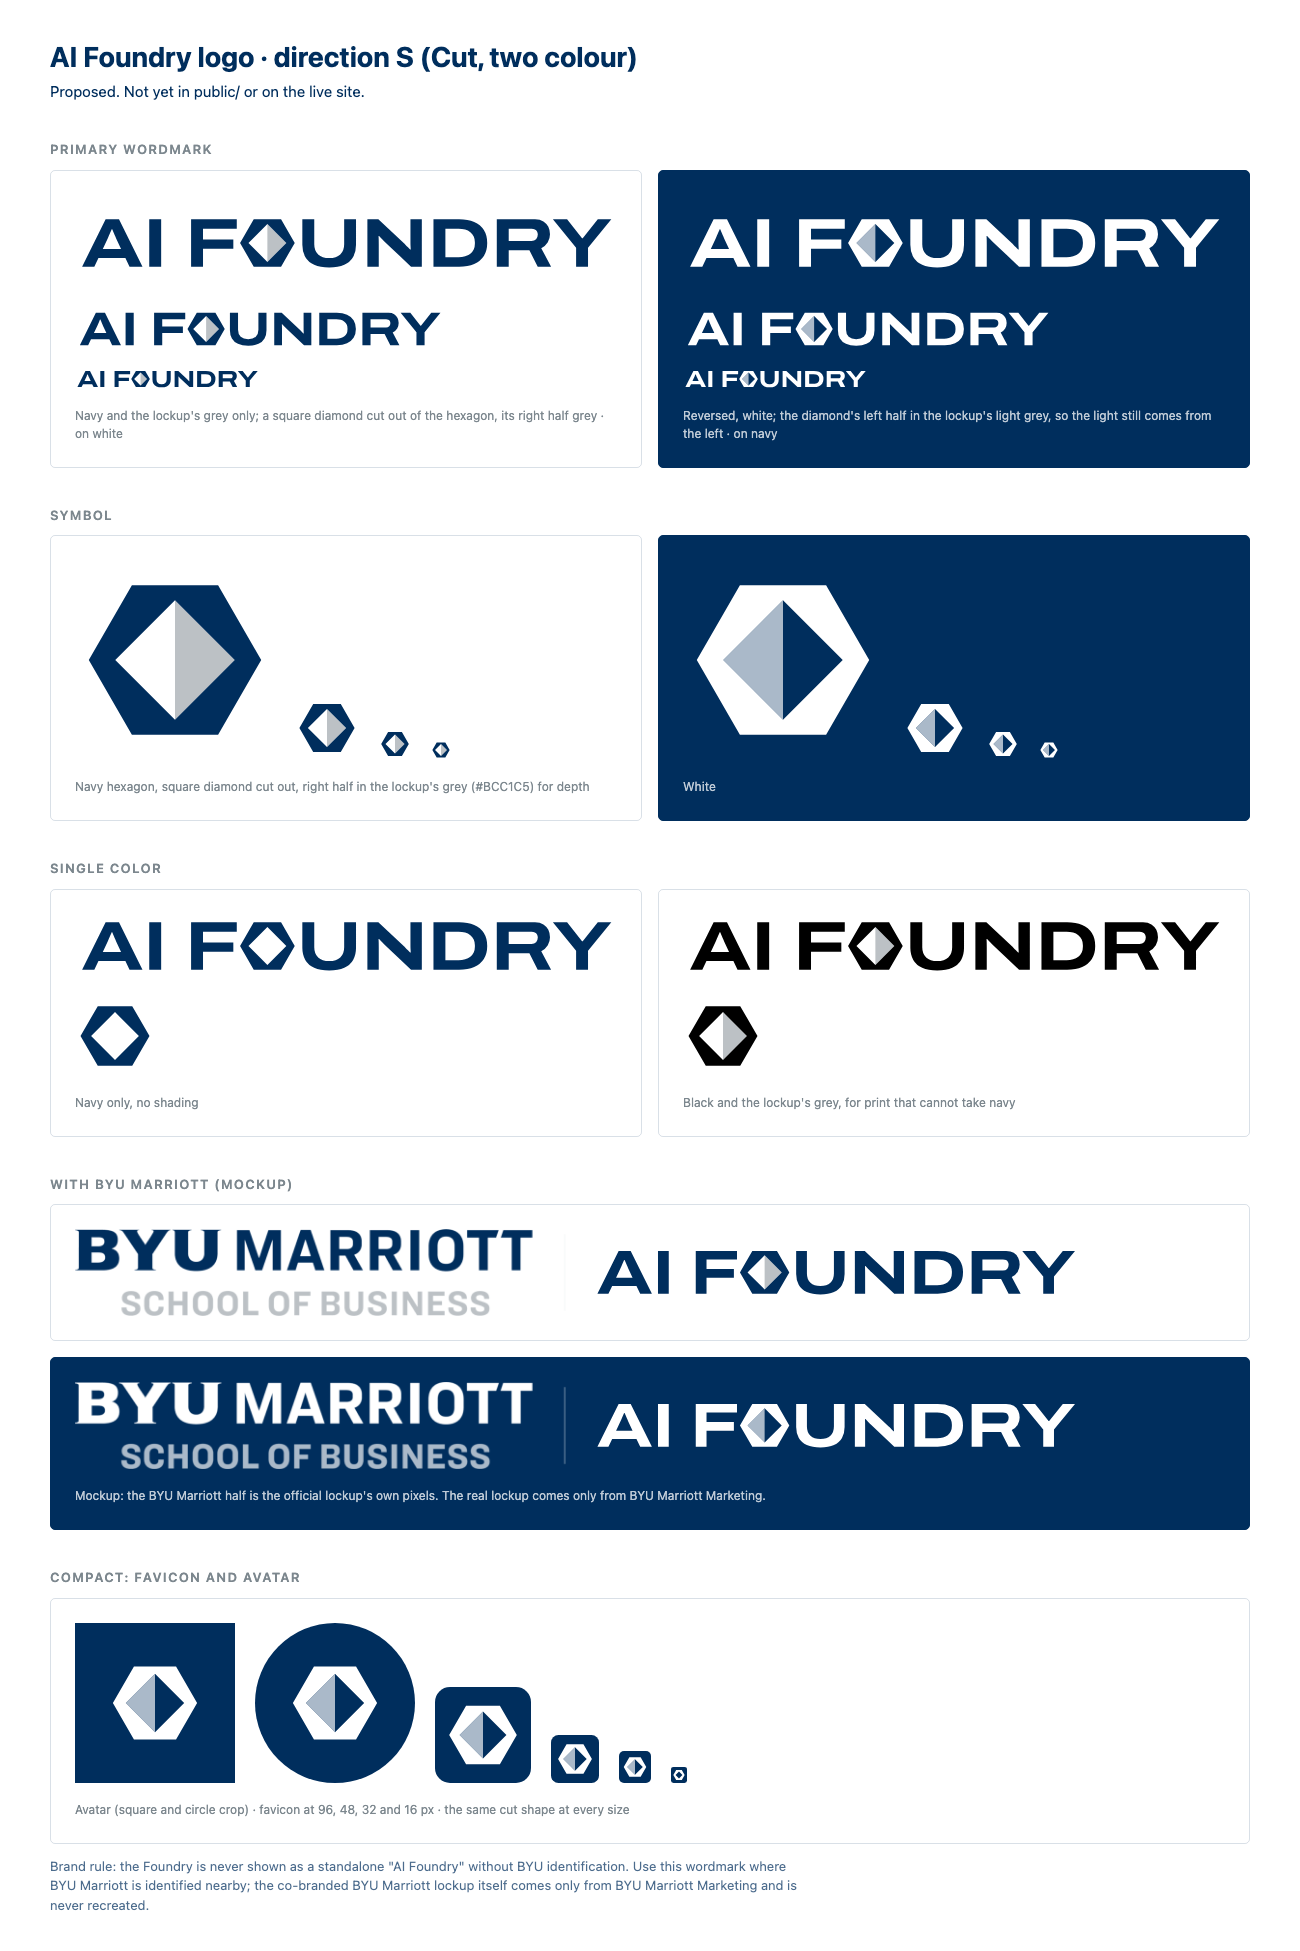 AI Foundry logo · direction S (Cut, two colour)
Proposed. Not yet in public/ or on the live site.
PRIMARY WORDMARK
AI FOUNDRY
AI FOUNDRY
AI FOUNDRY
Navy and the lockup's grey only; a square diamond cut out of the hexagon, its right half grey ·
on white
AI FOUNDRY
AI FOUNDRY
AI FOUNDRY
Reversed, white; the diamond's left half in the lockup's light grey, so the light still comes from
the left · on navy
SYMBOL
Navy hexagon, square diamond cut out, right half in the lockup's grey (#BCC1C5) for depth
White
SINGLE COLOR
AI FOUNDRY
Navy only, no shading
AI FOUNDRY
Black and the lockup's grey, for print that cannot take navy
WITH BYU MARRIOTT (MOCKUP)
BYU MARRIOTT
SCHOOL OF BUSINESS
AI FOUNDRY
BYU MARRIOTT
SCHOOL OF BUSINESS
AI FOUNDRY
Mockup: the BYU Marriott half is the official lockup's own pixels. The real lockup comes only from BYU Marriott Marketing.
COMPACT: FAVICON AND AVATAR
Avatar (square and circle crop) · favicon at 96, 48, 32 and 16 px · the same cut shape at every size
Brand rule: the Foundry is never shown as a standalone "AI Foundry" without BYU identification. Use this wordmark where
BYU Marriott is identified nearby; the co-branded BYU Marriott lockup itself comes only from BYU Marriott Marketing and is
never recreated.